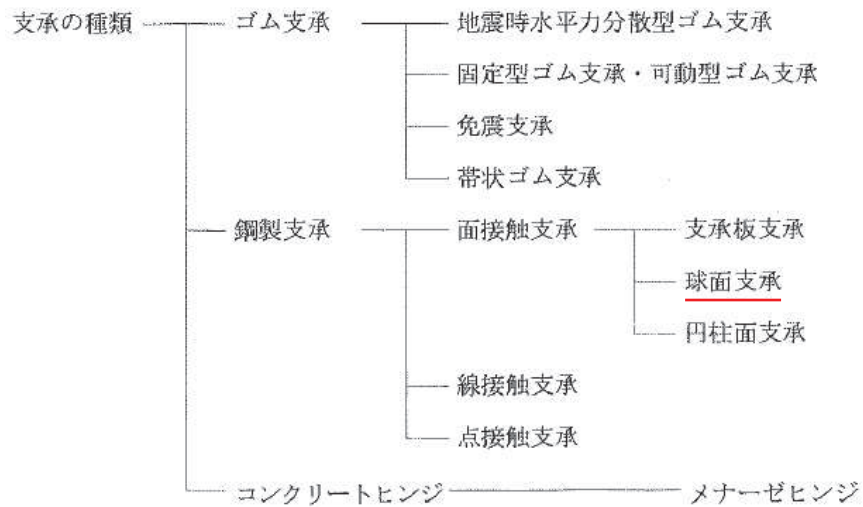 支承の種類 ゴム支承 地震時水平力分散型ゴム支承
固定型ゴム支承・可動型ゴム支承
免震支承
帯状ゴム支承
鋼製支承 面接触支承 支承板支承
球面支承
円柱面支承
線接触支承
点接触支承
コンクリートヒンジ メナーゼヒンジ